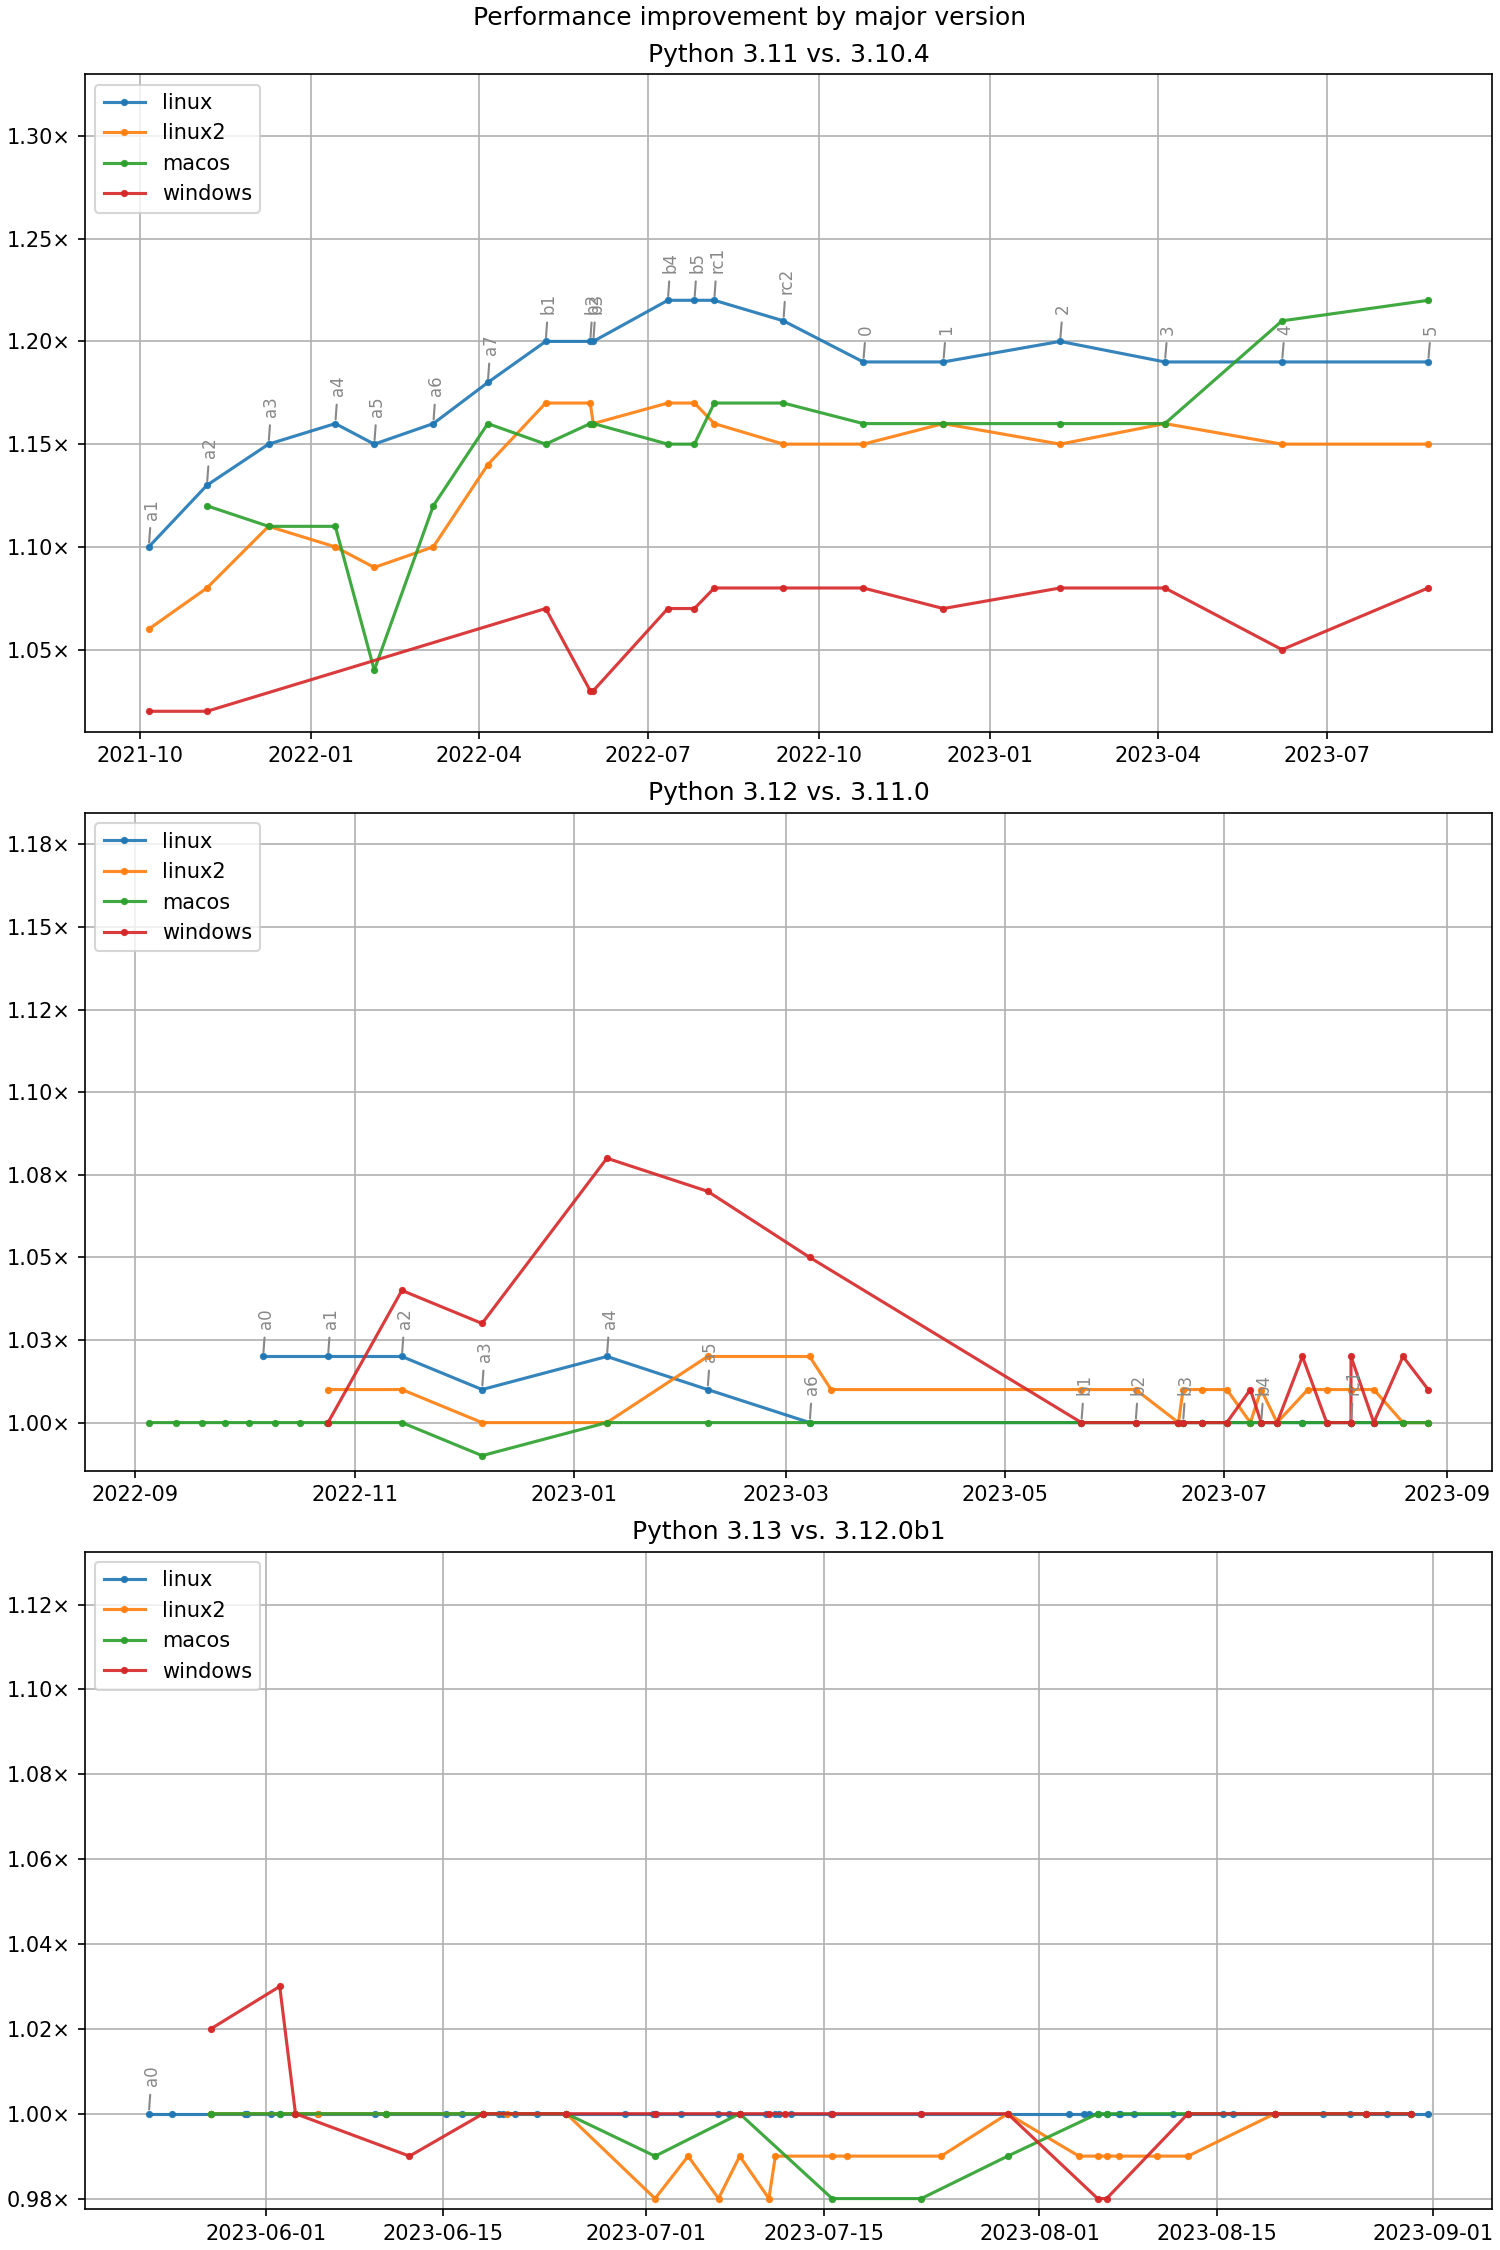 Performance improvement by major version
Python 3.11 vs. 3.10.4
linux
linux2
macos
windows
1.30×
1.25×
1.20×
1.15×
1.10×
1.05×
a1
a2
a3
a4
a5
a6
a7
b1
b3
b4
b5
rc1
rc2
0
1
2
3
4
5
2021-10
2022-01
2022-04
2022-07
2022-10
2023-01
2023-04
2023-07
Python 3.12 vs. 3.11.0
linux
linux2
macos
windows
1.18×
1.15×
1.12×
1.10×
1.08×
1.05×
1.03×
1.00×
a0
a1
a2
a3
a4
a5
a6
b1
b2
b3
b4
rc1
2022-09
2022-11
2023-01
2023-03
2023-05
2023-07
2023-09
Python 3.13 vs. 3.12.0b1
linux
linux2
macos
windows
1.12×
1.10×
1.08×
1.06×
1.04×
1.02×
1.00×
0.98×
a0
2023-06-01
2023-06-15
2023-07-01
2023-07-15
2023-08-01
2023-08-15
2023-09-01